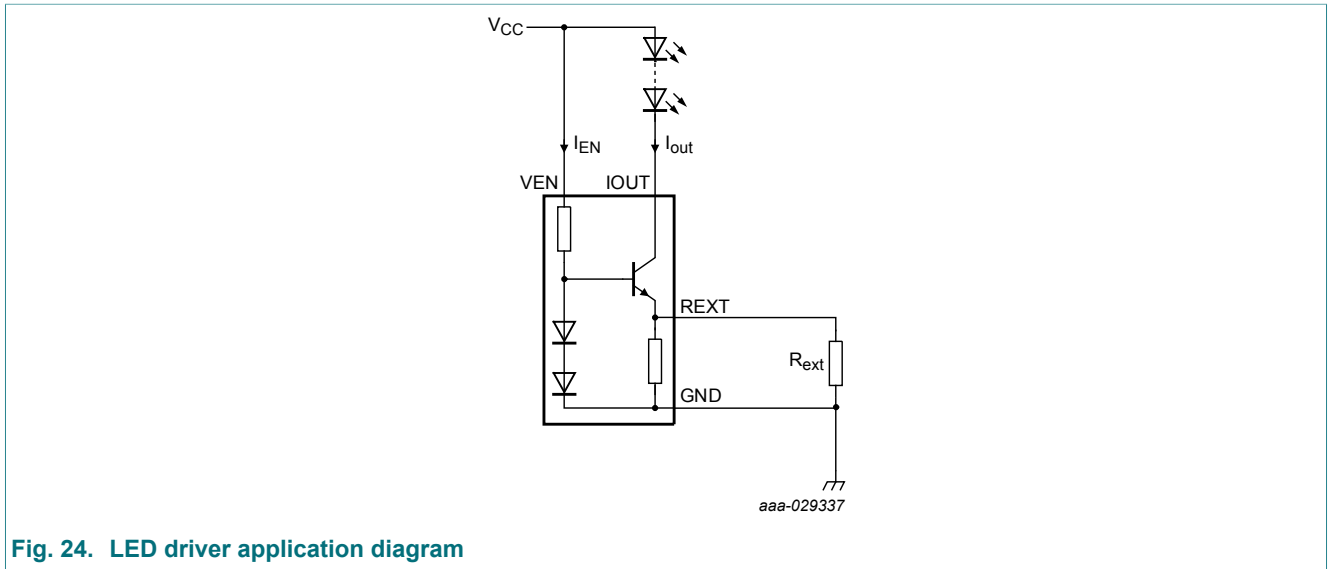 VCC
IEN
Iout
VEN
IOUT
REXT
Rext
GND
aaa-029337
Fig. 24. LED driver application diagram